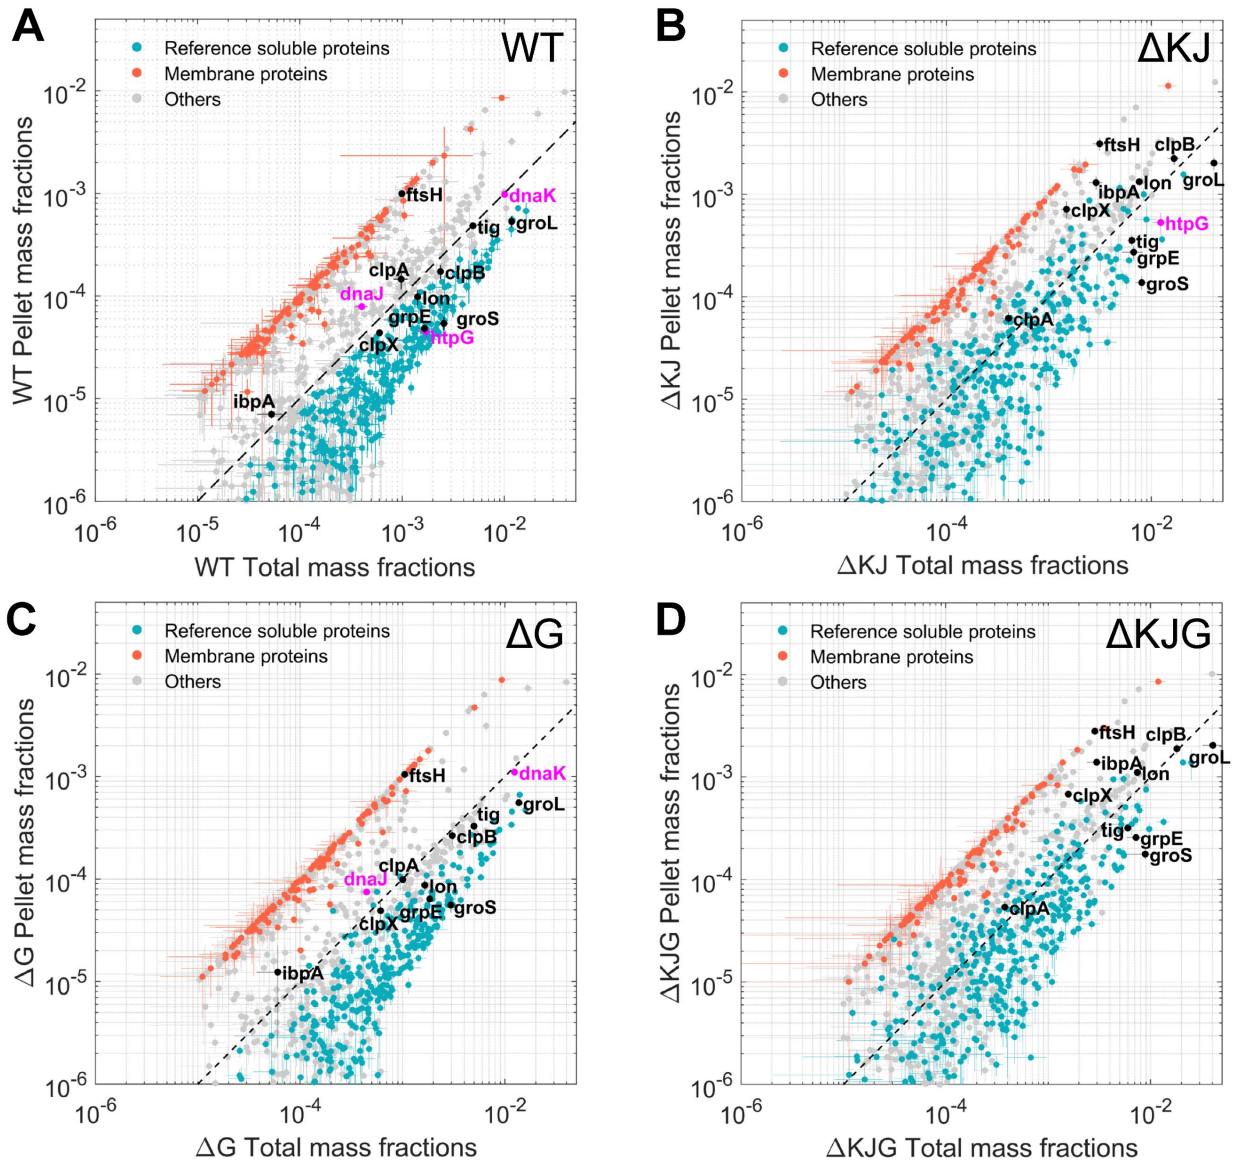 A
WT
Reference soluble proteins
Membrane proteins
Others
10-2
10-3
10-4
10-5
10-6
WT Pellet mass fractions
ftsH
dnaK
tig
groL
clpA
clpB
dnaJ
lon
grpE
groS
clpX
htpG
ibpA
10-6
10-5
10-4
10-3
10-2
WT Total mass fractions
B
ΔKJ
Reference soluble proteins
Membrane proteins
Others
10-2
10-3
10-4
10-5
10-6
ΔKJ Pellet mass fractions
ftsH
clpB
ibpA
lon
groL
clpX
htpG
tig
grpE
groS
clpA
10-6
10-4
10-2
ΔKJ Total mass fractions
C
ΔG
Reference soluble proteins
Membrane proteins
Others
10-2
10-3
10-4
10-5
10-6
ΔG Pellet mass fractions
ftsH
dnaK
groL
tig
clpB
clpA
dnaJ
lon
grpE
groS
clpX
ibpA
10-6
10-4
10-2
ΔG Total mass fractions
D
ΔKJG
Reference soluble proteins
Membrane proteins
Others
10-2
10-3
10-4
10-5
10-6
ΔKJG Pellet mass fractions
ftsH
clpB
ibpA
lon
groL
clpX
tig
grpE
groS
clpA
10-6
10-4
10-2
ΔKJG Total mass fractions